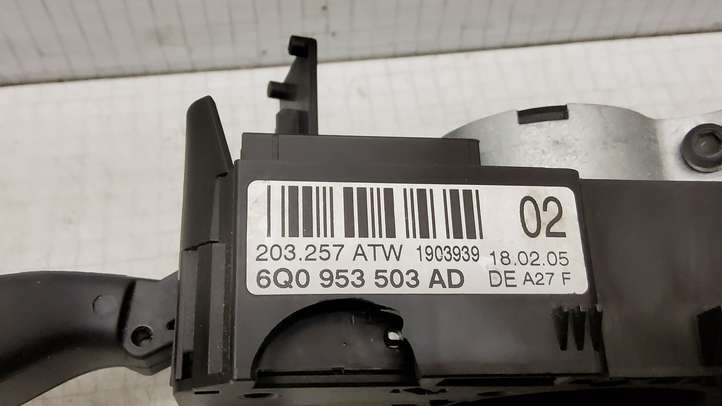 02
203.257 ATW 1903939 18.02.05
6Q0 953 503 AD DE A27 F